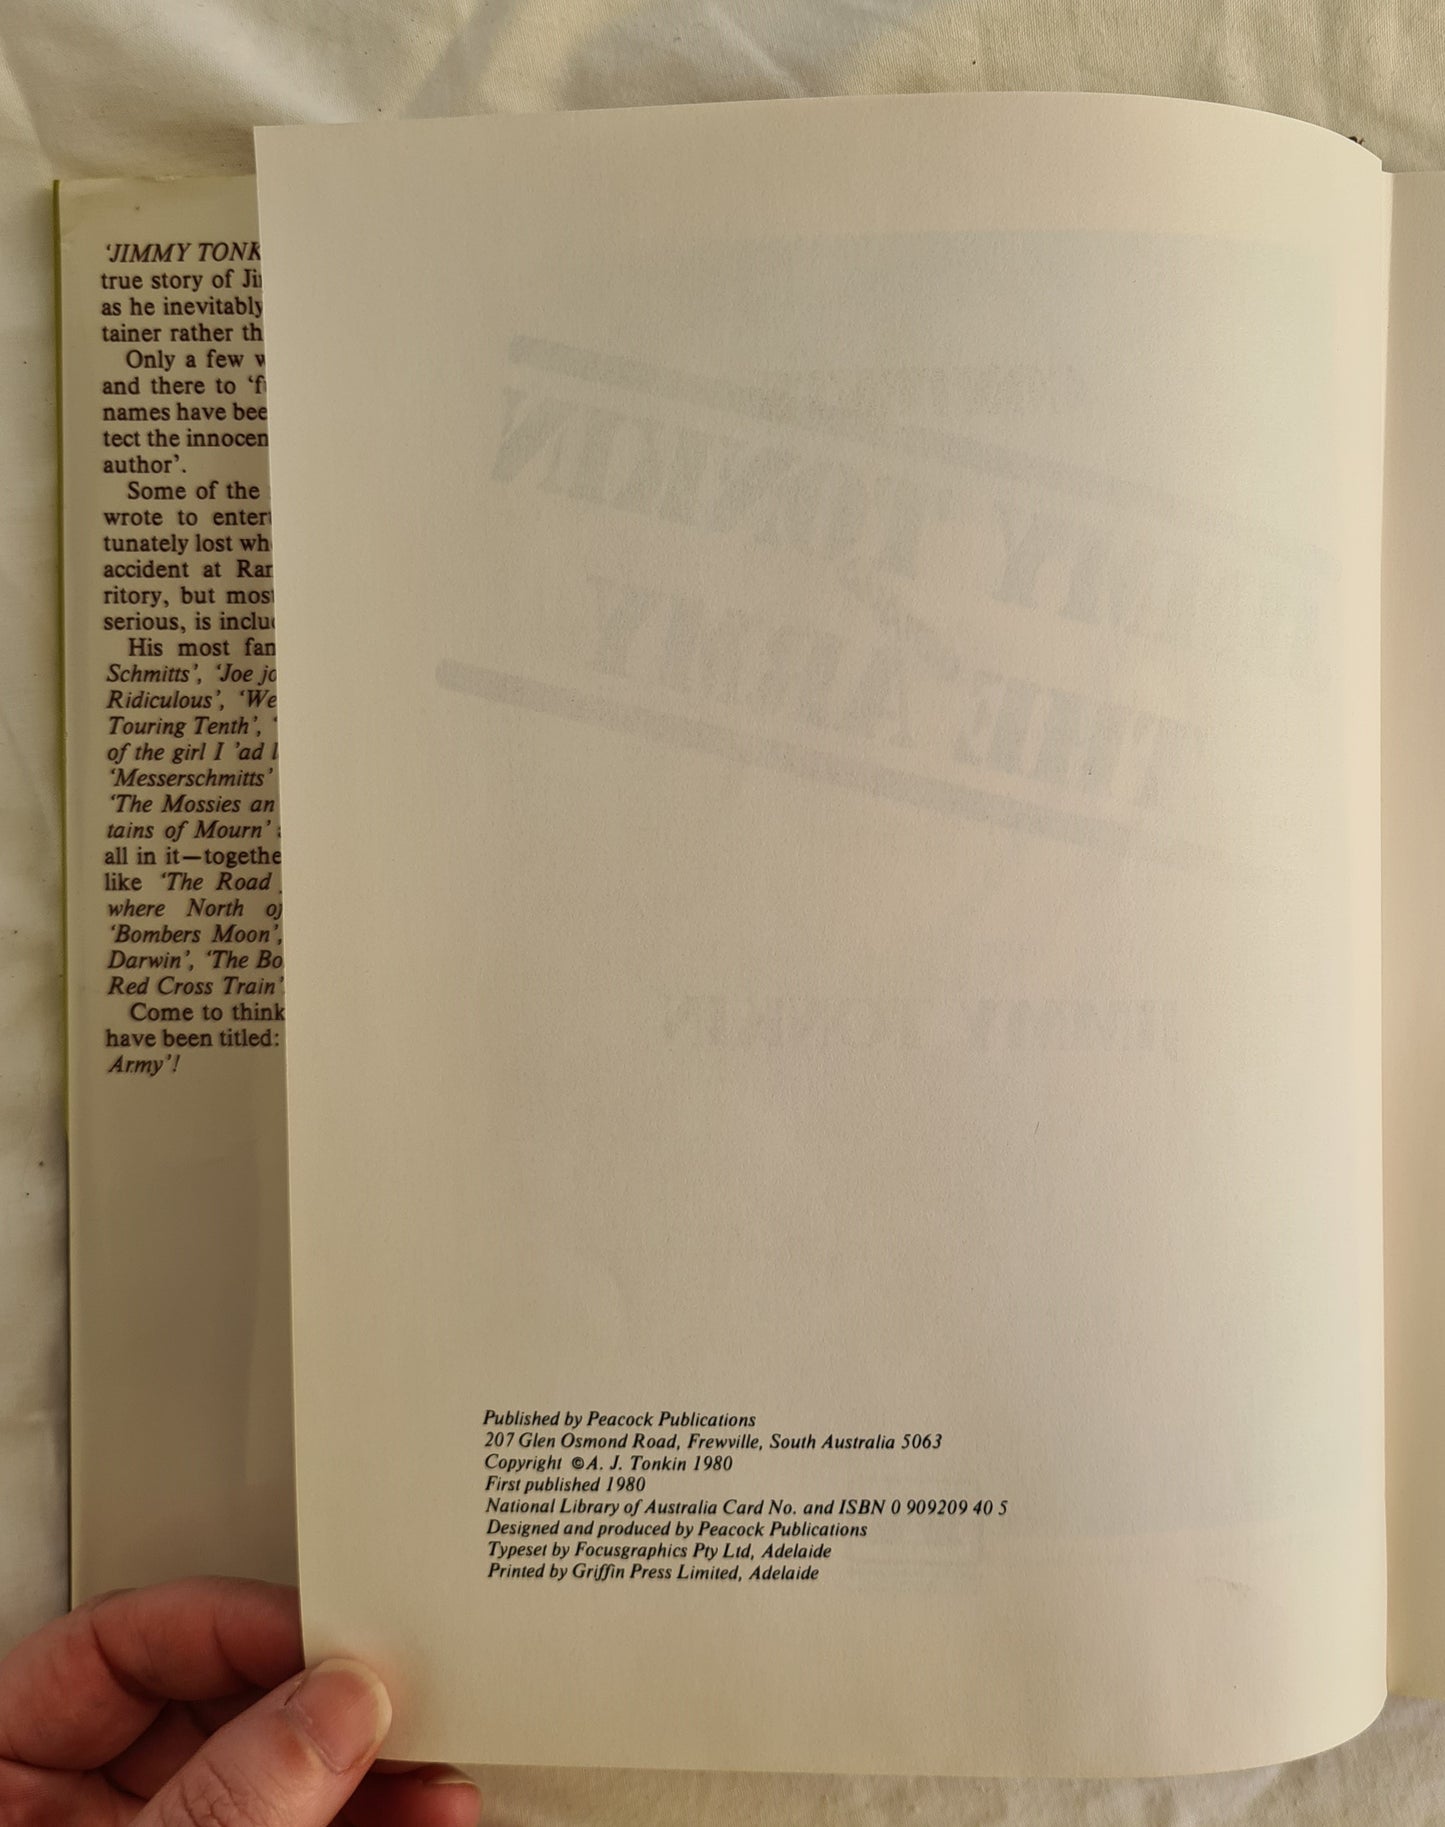 'JIMMY TONK
true story of Ji
as he inevitably
tainer rather th
Only a few w
and there to 'f
names have bee
tect the innocen
author'.
Some of the
wrote to enter
tunately lost wh
accident at Ran
ritory, but most
serious, is inclu
His most fam
Schmitts', 'Joe jo
Ridiculous', 'We
Touring Tenth', '
of the girl I 'ad l
'Messerschmitts'
'The Mossies an
tains of Mourn'
all in it—togethe
like 'The Road
where North of
'Bombers Moon',
Darwin', 'The Bo
Red Cross Train'
Come to think
have been titled:
Army'!
Published by Peacock Publications
207 Glen Osmond Road, Frewville, South Australia 5063
Copyright © A. J. Tonkin 1980
First published 1980
National Library of Australia Card No. and ISBN 0 909209 40 5
Designed and produced by Peacock Publications
Typeset by Focusgraphics Pty Ltd, Adelaide
Printed by Griffin Press Limited, Adelaide